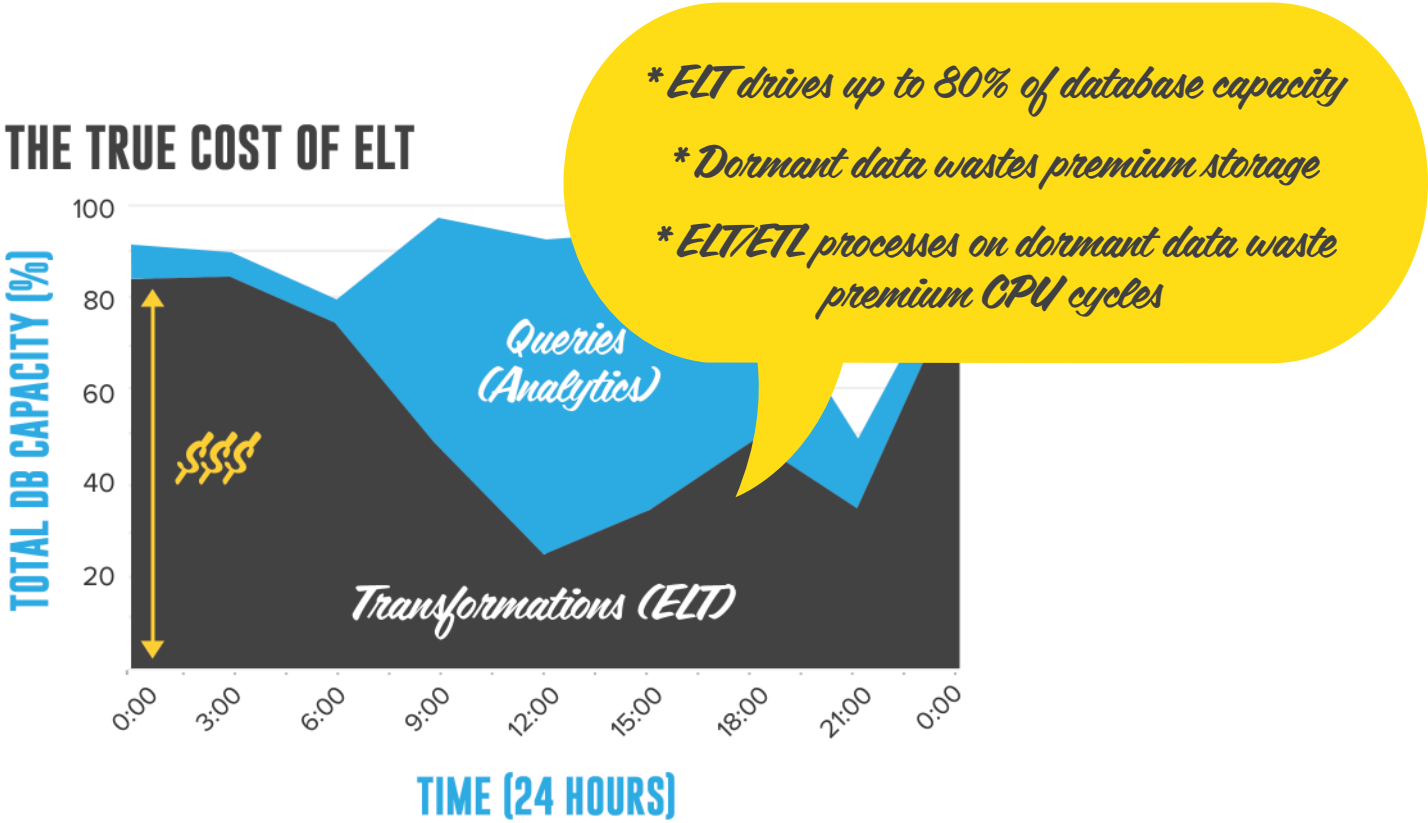 * ELT drives up to 80% of database capacity
* Dormant data wastes premium storage
* ELT/ETL processes on dormant data waste
premium CPU cycles
THE TRUE COST OF ELT
TOTAL DB CAPACITY (%)
100
80
60
40
20
Queries
(Analytics)
$$$
Transformations (ELT)
0:00
3:00
6:00
9:00
12:00
15:00
18:00
21:00
0:00
TIME (24 HOURS)